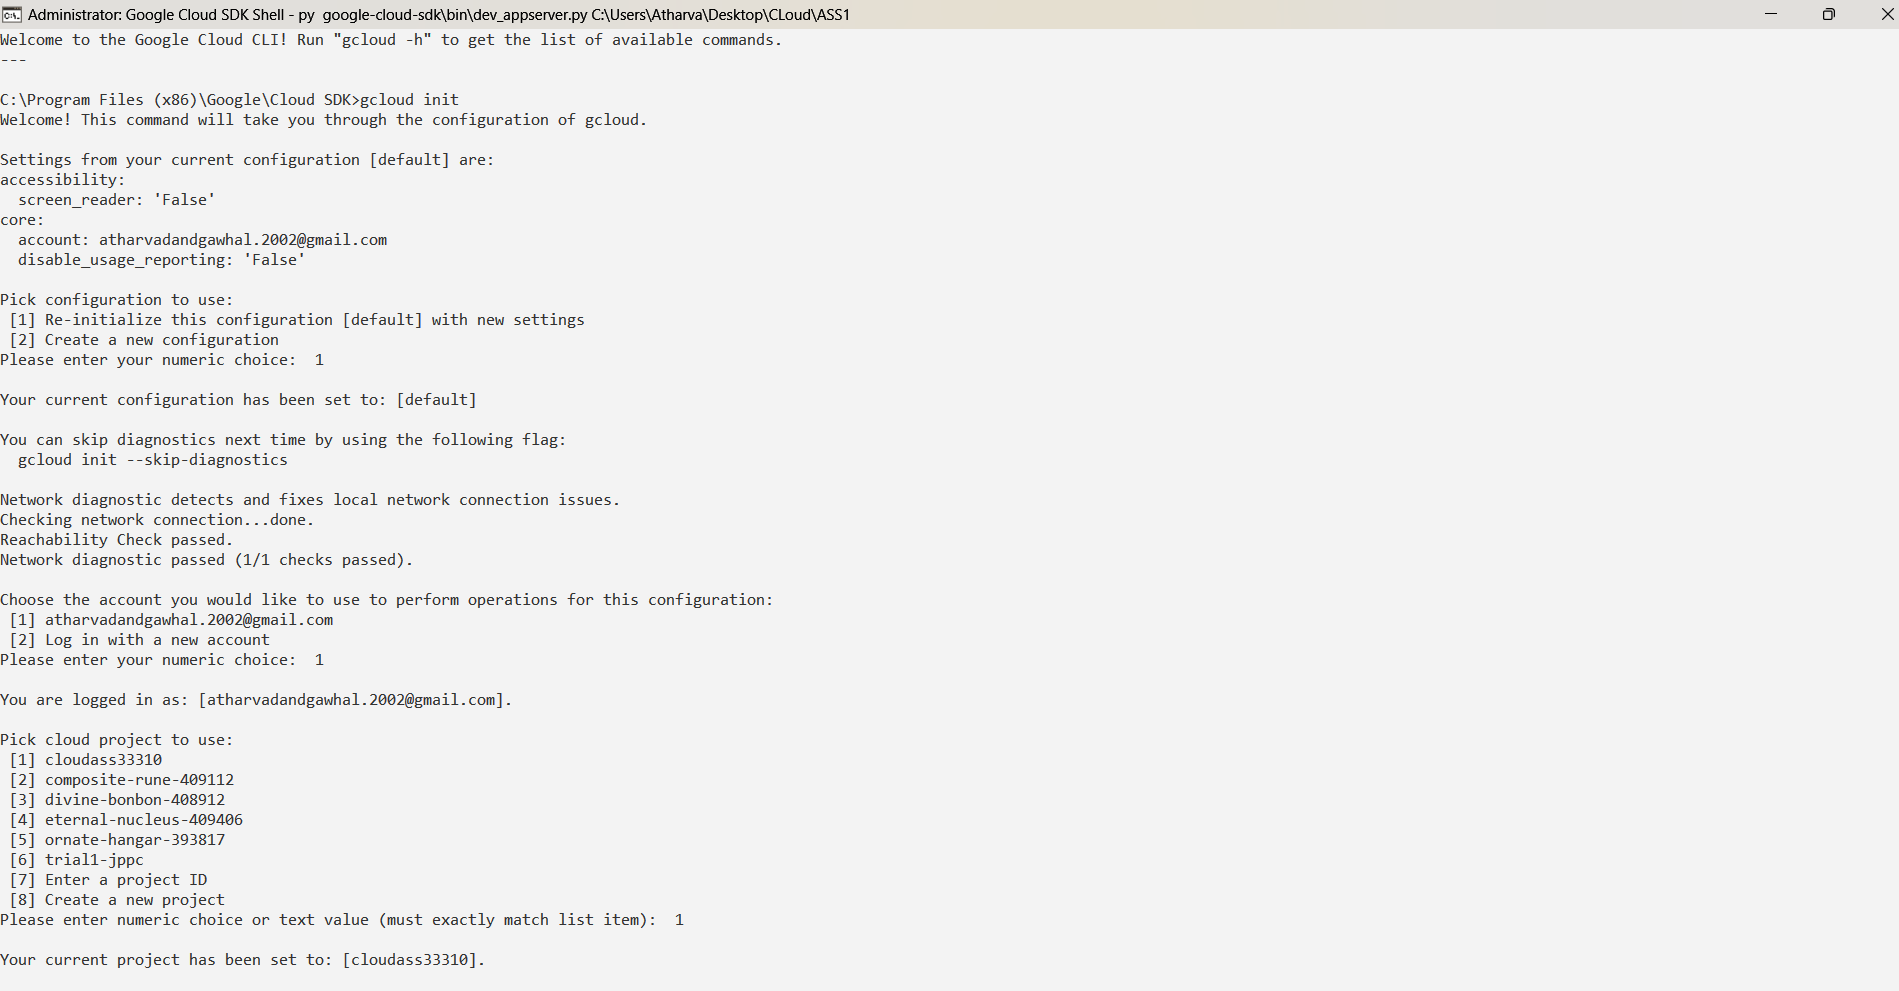 Administrator: Google Cloud SDK Shell - py  google-cloud-sdk\bin\dev_appserver.py C:\Users\Atharva\Desktop\CLoud\ASS1
Welcome to the Google Cloud CLI! Run "gcloud -h" to get the list of available commands.
---
C:\Program Files (x86)\Google\Cloud SDK>gcloud init
Welcome! This command will take you through the configuration of gcloud.
Settings from your current configuration [default] are:
accessibility:
  screen_reader: 'False'
core:
  account: atharvadandgawhal.2002@gmail.com
  disable_usage_reporting: 'False'
Pick configuration to use:
 [1] Re-initialize this configuration [default] with new settings
 [2] Create a new configuration
Please enter your numeric choice:  1
Your current configuration has been set to: [default]
You can skip diagnostics next time by using the following flag:
  gcloud init --skip-diagnostics
Network diagnostic detects and fixes local network connection issues.
Checking network connection...done.
Reachability Check passed.
Network diagnostic passed (1/1 checks passed).
Choose the account you would like to use to perform operations for this configuration:
 [1] atharvadandgawhal.2002@gmail.com
 [2] Log in with a new account
Please enter your numeric choice:  1
You are logged in as: [atharvadandgawhal.2002@gmail.com].
Pick cloud project to use:
 [1] cloudass33310
 [2] composite-rune-409112
 [3] divine-bonbon-408912
 [4] eternal-nucleus-409406
 [5] ornate-hangar-393817
 [6] trial1-jppc
 [7] Enter a project ID
 [8] Create a new project
Please enter numeric choice or text value (must exactly match list item):  1
Your current project has been set to: [cloudass33310].